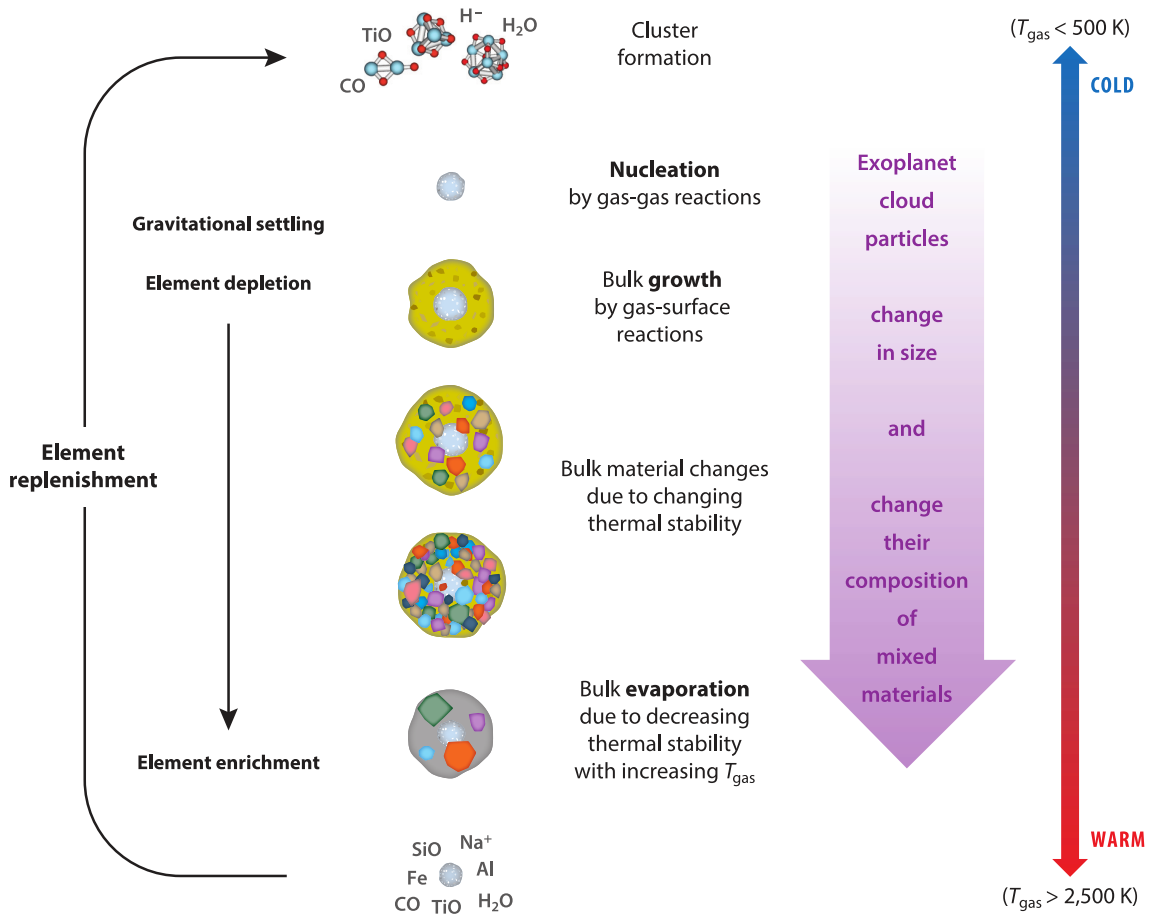 H⁻
TiO
H₂O
CO
Cluster
formation
(T_gas < 500 K)
COLD
Nucleation
by gas-gas reactions
Gravitational settling
Element depletion
Bulk growth
by gas-surface
reactions
Element
replenishment
Bulk material changes
due to changing
thermal stability
Bulk evaporation
due to decreasing
thermal stability
with increasing T_gas
Element enrichment
Exoplanet
cloud
particles
change
in size
and
change
their
composition
of
mixed
materials
SiO
Na⁺
Fe
Al
CO
TiO
H₂O
WARM
(T_gas > 2,500 K)